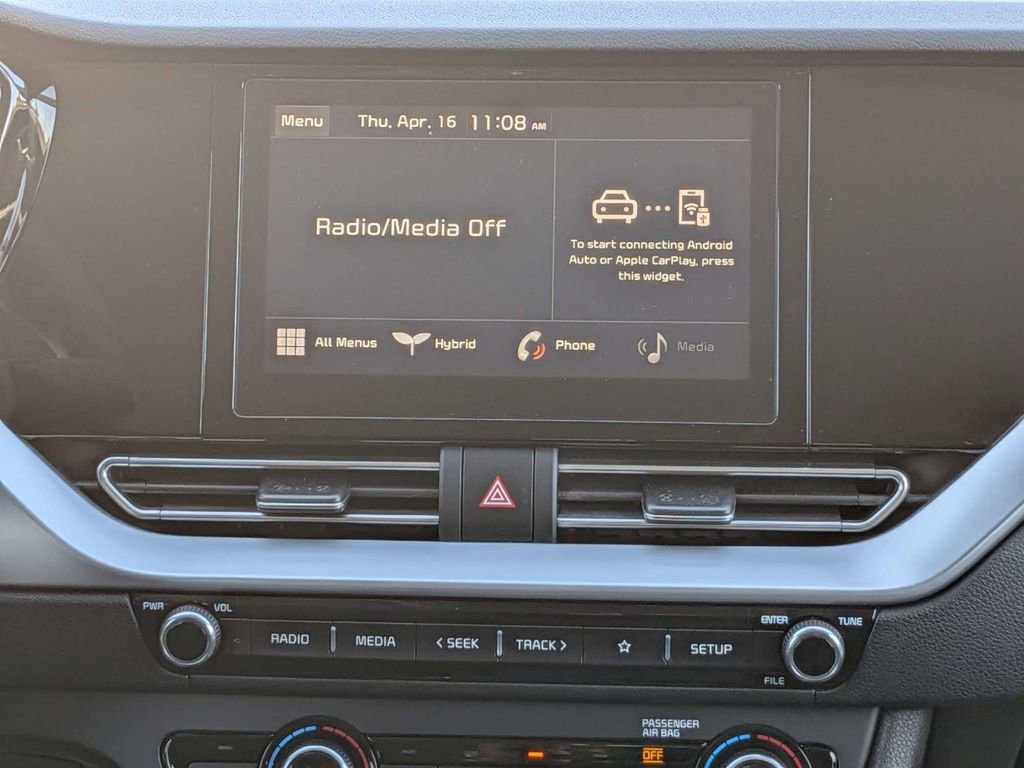 Menu Thu, Apr. 16 11:08 AM
Radio/Media Off
To start connecting Android
Auto or Apple CarPlay, press
this widget.
All Menus Hybrid Phone Media
PWR VOL RADIO MEDIA < SEEK TRACK > SETUP ENTER TUNE
FILE
PASSENGER
AIR BAG
OFF